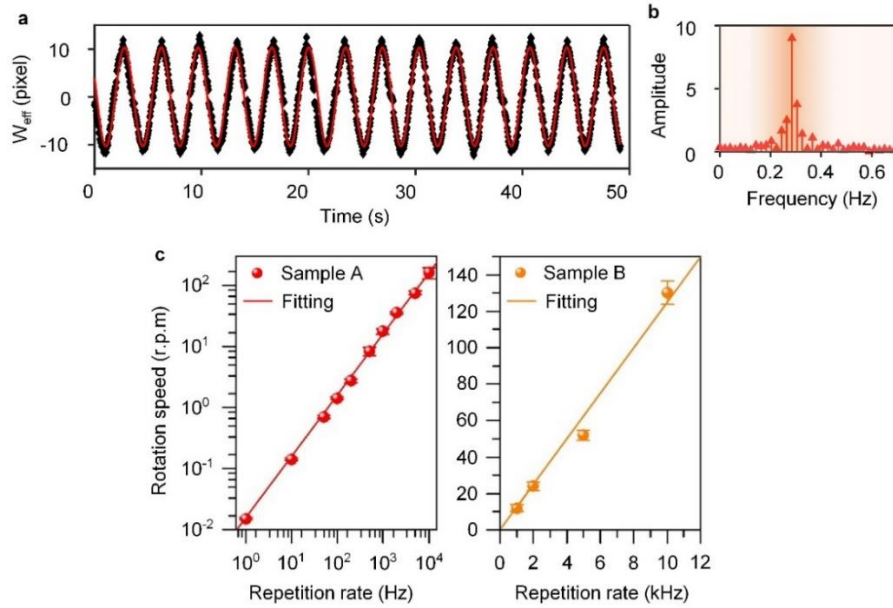 a
W_eff (pixel)
10
0
-10
0 10 20 30 40 50
Time (s)
b
Amplitude
10
5
0
0 0.2 0.4 0.6
Frequency (Hz)
c
Rotation speed (r.p.m)
10²
10¹
10⁰
10⁻¹
10⁻²
Sample A
Fitting
10⁰ 10¹ 10² 10³ 10⁴
Repetition rate (Hz)
140
120
100
80
60
40
20
0
Sample B
Fitting
0 2 4 6 8 10 12
Repetition rate (kHz)